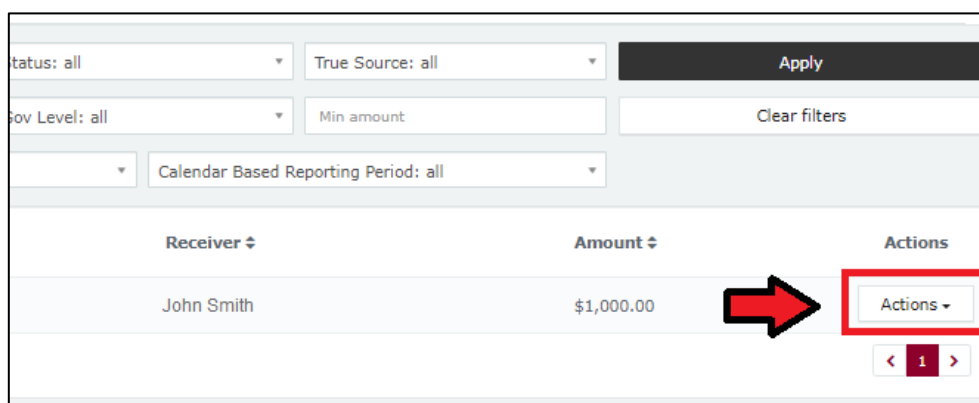 Status: all True Source: all Apply
Gov Level: all Min amount Clear filters
Calendar Based Reporting Period: all
Receiver Amount Actions
John Smith $1,000.00 Actions
1